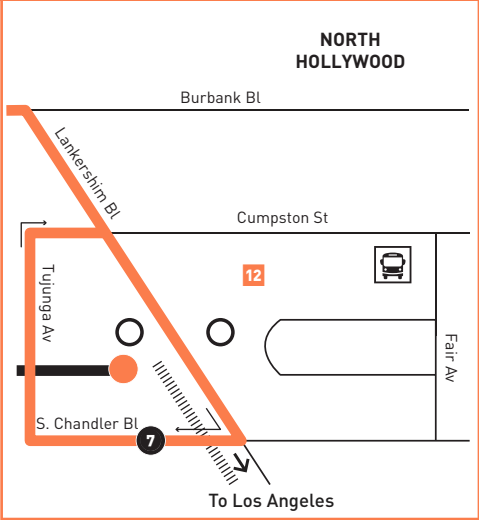 NORTH
HOLLYWOOD
Burbank Bl
Lankershim Bl
Cumpston St
12
Tujunga Av
Fair Av
S. Chandler Bl
7
To Los Angeles